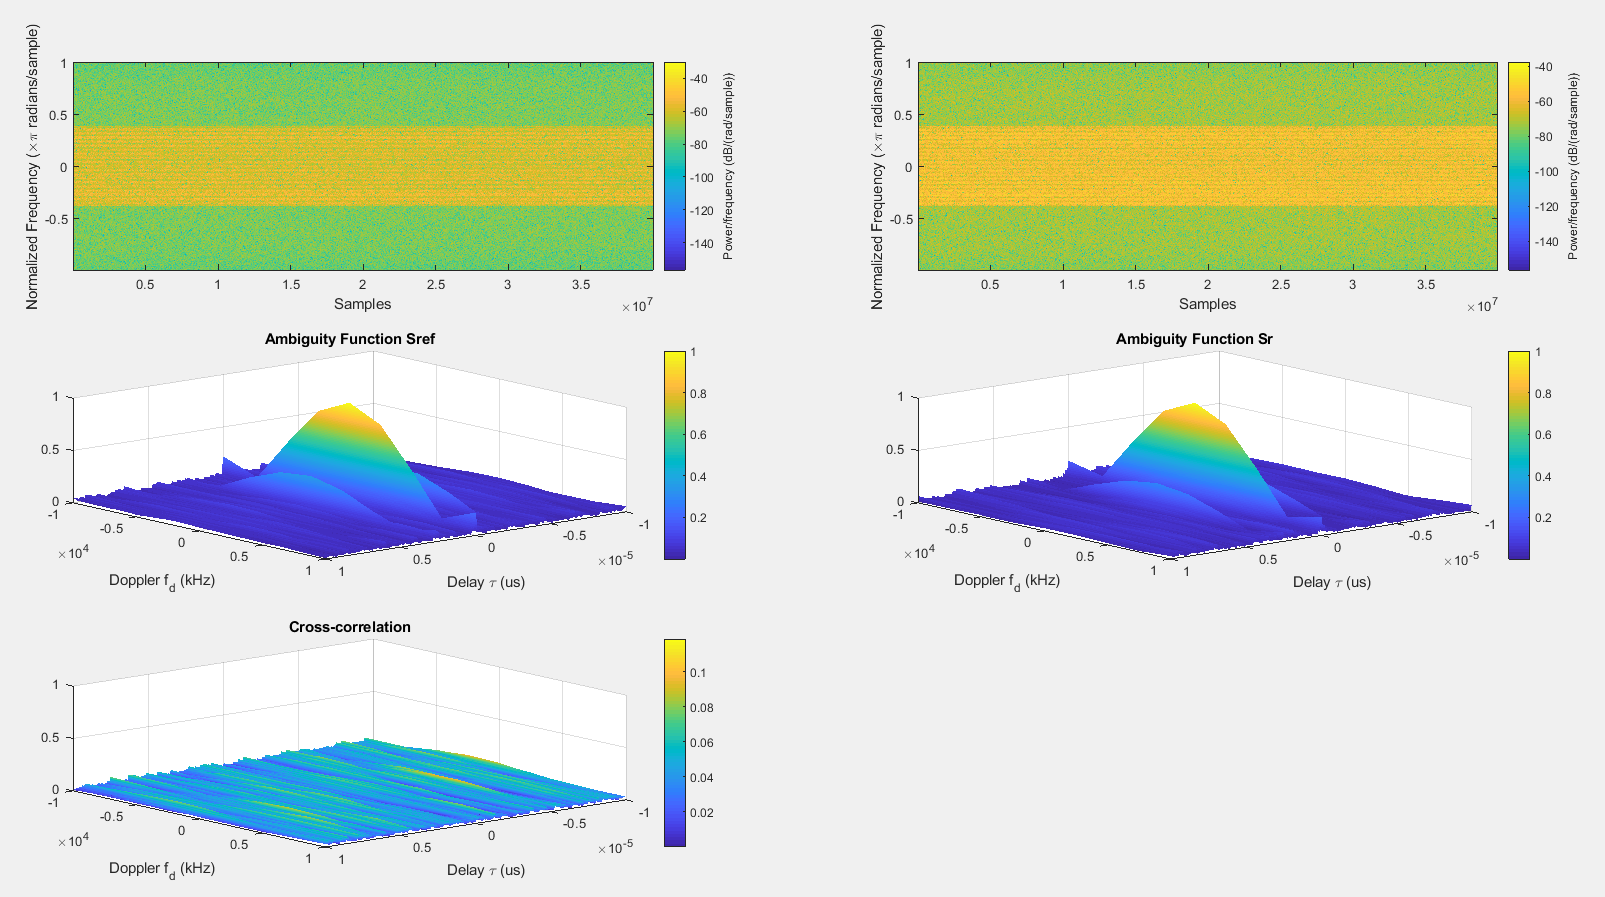 Normalized Frequency (×π radians/sample)
1
0.5
0
-0.5
0.5 1 1.5 2 2.5 3 3.5
Samples
×10^7
-40
-60
-80
-100
-120
-140
Power/frequency (dB/(rad/sample))
Normalized Frequency (×π radians/sample)
1
0.5
0
-0.5
0.5 1 1.5 2 2.5 3 3.5
Samples
×10^7
-40
-60
-80
-100
-120
-140
Power/frequency (dB/(rad/sample))
Ambiguity Function Sref
1
0.5
0
-1 -0.5 0 0.5 1
×10^4
Doppler f_d (kHz)
1 0.5 0 -0.5 -1
×10^-5
Delay τ (us)
1
0.8
0.6
0.4
0.2
Ambiguity Function Sr
1
0.5
0
-1 -0.5 0 0.5 1
×10^4
Doppler f_d (kHz)
1 0.5 0 -0.5 -1
×10^-5
Delay τ (us)
1
0.8
0.6
0.4
0.2
Cross-correlation
1
0.5
0
-1 -0.5 0 0.5 1
×10^4
Doppler f_d (kHz)
1 0.5 0 -0.5 -1
×10^-5
Delay τ (us)
0.1
0.08
0.06
0.04
0.02